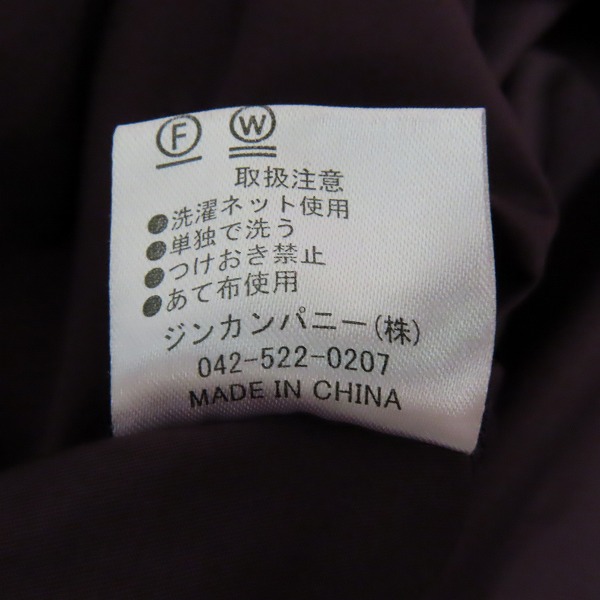 F W
取扱注意
●洗濯ネット使用
●単独で洗う
●つけおき禁止
●あて布使用
ジンカンパニー(株)
042-522-0207
MADE IN CHINA